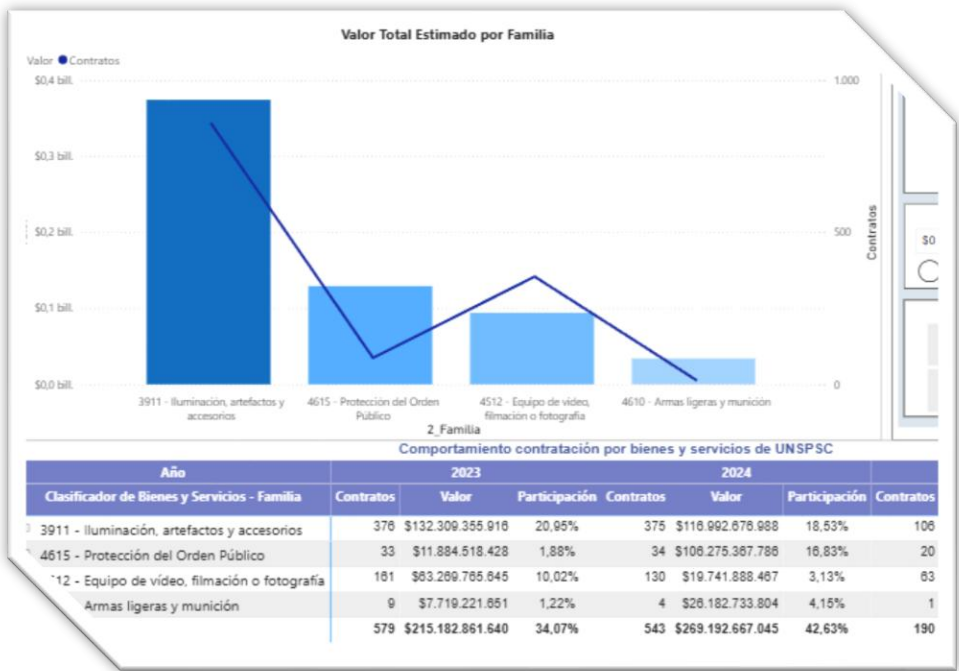 Valor Total Estimado por Familia
Valor Contratos
$0,4 bill.
1.000
$0,3 bill.
$0,2 bill.
500
Contratos
$0
$0,1 bill.
$0,0 bill.
0
3911 - Iluminación, artefactos y accesorios
4615 - Protección del Orden Público
4512 - Equipo de vídeo, filmación o fotografía
4610 - Armas ligeras y munición
2_Familia
Comportamiento contratación por bienes y servicios de UNSPSC
Año 2023 2024
Clasificador de Bienes y Servicios - Familia Contratos Valor Participación Contratos Valor Participación Contratos
3911 - Iluminación, artefactos y accesorios 376 $132.309.355.916 20,95% 375 $116.992.676.988 18,53% 106
4615 - Protección del Orden Público 33 $11.884.518.428 1,88% 34 $106.275.367.786 16,83% 20
12 - Equipo de vídeo, filmación o fotografía 161 $63.269.765.645 10,02% 130 $19.741.888.467 3,13% 63
Armas ligeras y munición 9 $7.719.221.651 1,22% 4 $26.182.733.804 4,15% 1
579 $215.182.861.640 34,07% 543 $269.192.667.045 42,63% 190